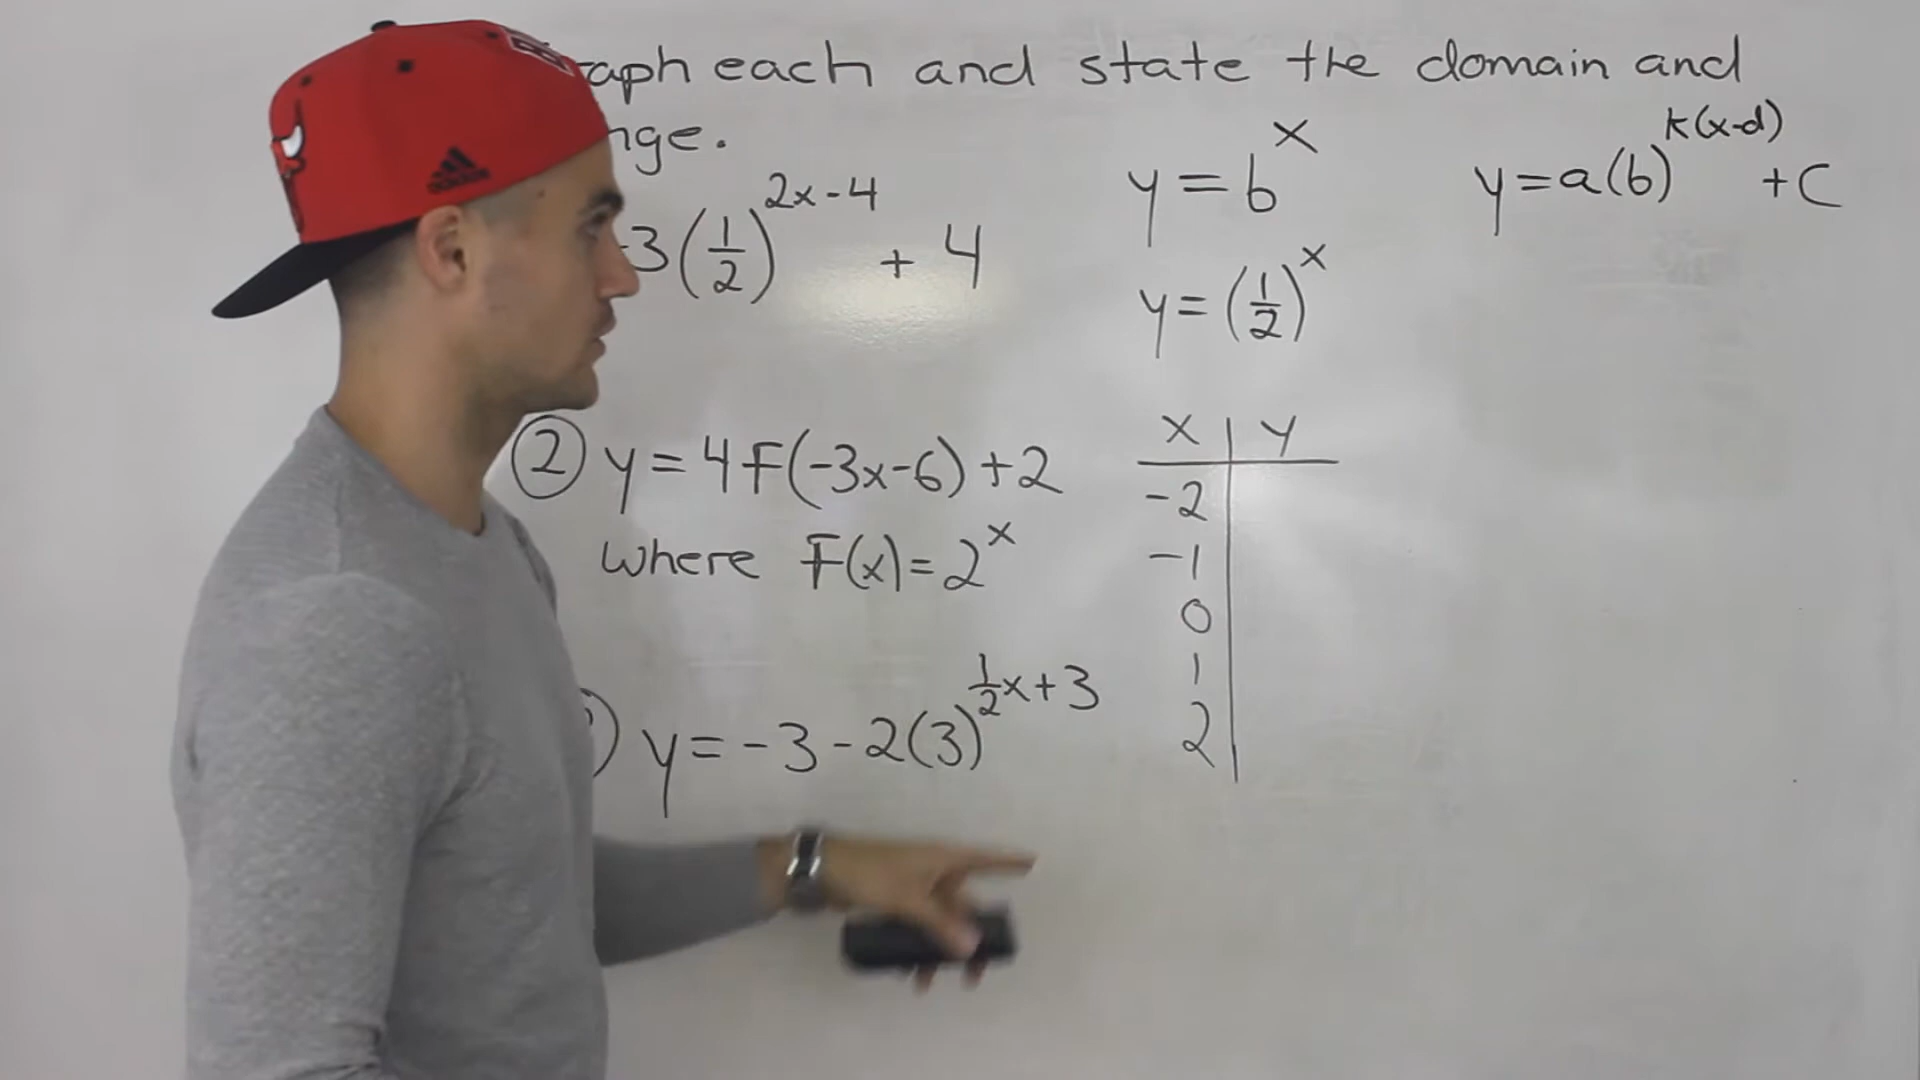 aph each and state the domain and
nge.
-3(1/2)^(2x-4) + 4
y = b^x
y = a(b)^(k(x-d)) + C
y = (1/2)^x
② y = 4F(-3x-6) + 2
where F(x) = 2^x
y = -3 - 2(3)^(1/2x+3)
x | y
-2
-1
0
1
2
adidas